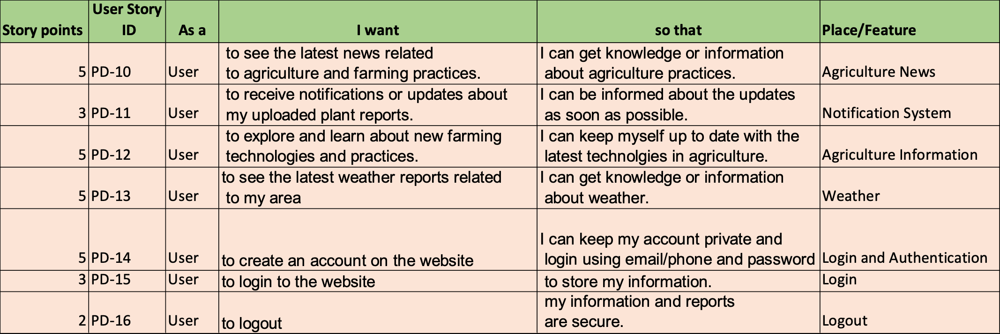 Story points User Story ID As a I want so that Place/Feature
5 PD-10 User to see the latest news related
to agriculture and farming practices. I can get knowledge or information
about agriculture practices. Agriculture News
3 PD-11 User to receive notifications or updates about
my uploaded plant reports. I can be informed about the updates
as soon as possible. Notification System
5 PD-12 User to explore and learn about new farming
technologies and practices. I can keep myself up to date with the
latest technolgies in agriculture. Agriculture Information
5 PD-13 User to see the latest weather reports related
to my area I can get knowledge or information
about weather. Weather
5 PD-14 User to create an account on the website I can keep my account private and
login using email/phone and password Login and Authentication
3 PD-15 User to login to the website to store my information. Login
2 PD-16 User to logout my information and reports
are secure. Logout